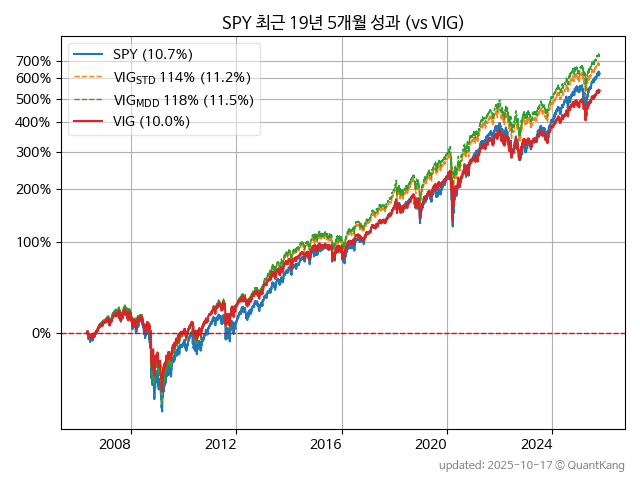 SPY 최근 19년 5개월 성과 (vs VIG)
SPY (10.7%)
VIG_STD 114% (11.2%)
VIG_MDD 118% (11.5%)
VIG (10.0%)
700%
600%
500%
400%
300%
200%
100%
0%
2008 2012 2016 2020 2024
updated: 2025-10-17 © QuantKang